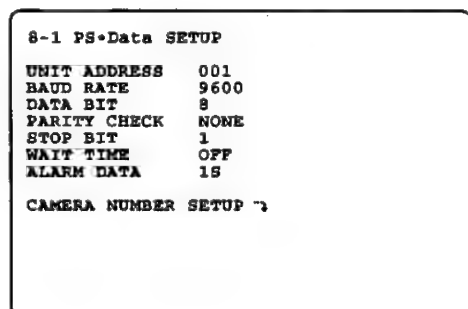 8-1 PS•Data SETUP
UNIT ADDRESS 001
BAUD RATE 9600
DATA BIT 8
PARITY CHECK NONE
STOP BIT 1
WAIT TIME OFF
ALARM DATA 1S
CAMERA NUMBER SETUP